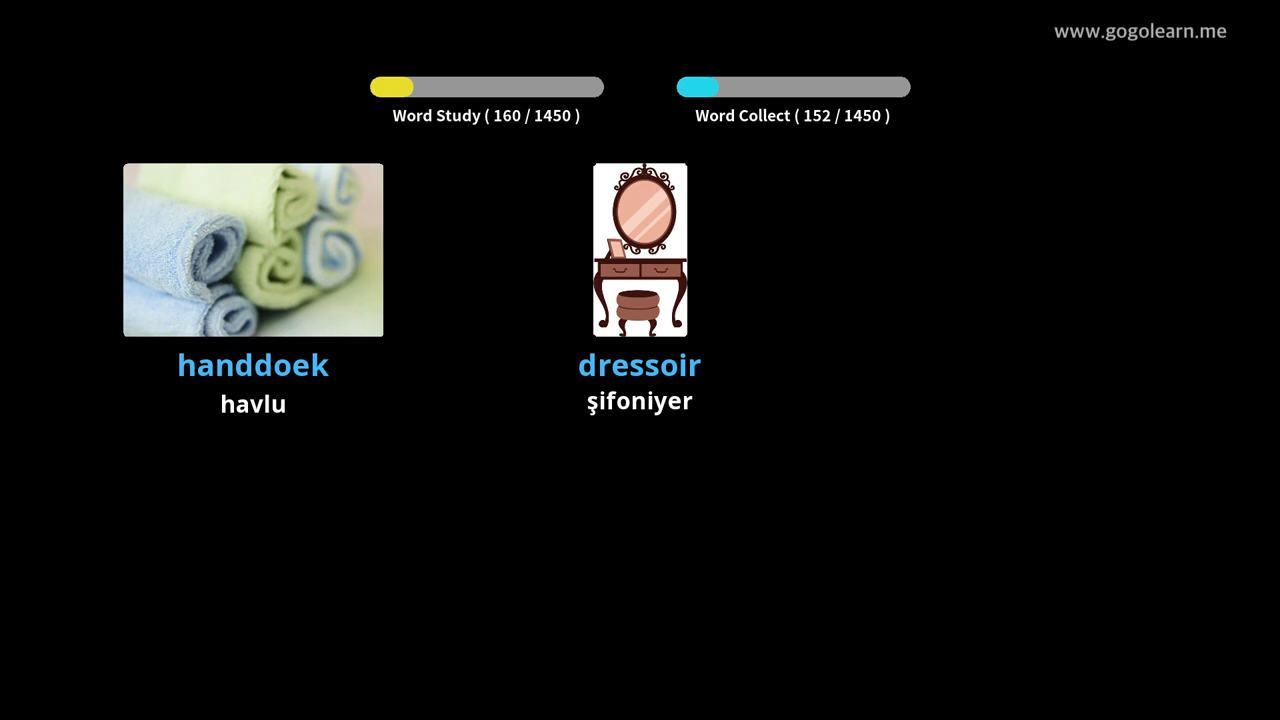 www.gogolearn.me
Word Study ( 160 / 1450 )
Word Collect ( 152 / 1450 )
handdoek
havlu
dressoir
şifoniyer